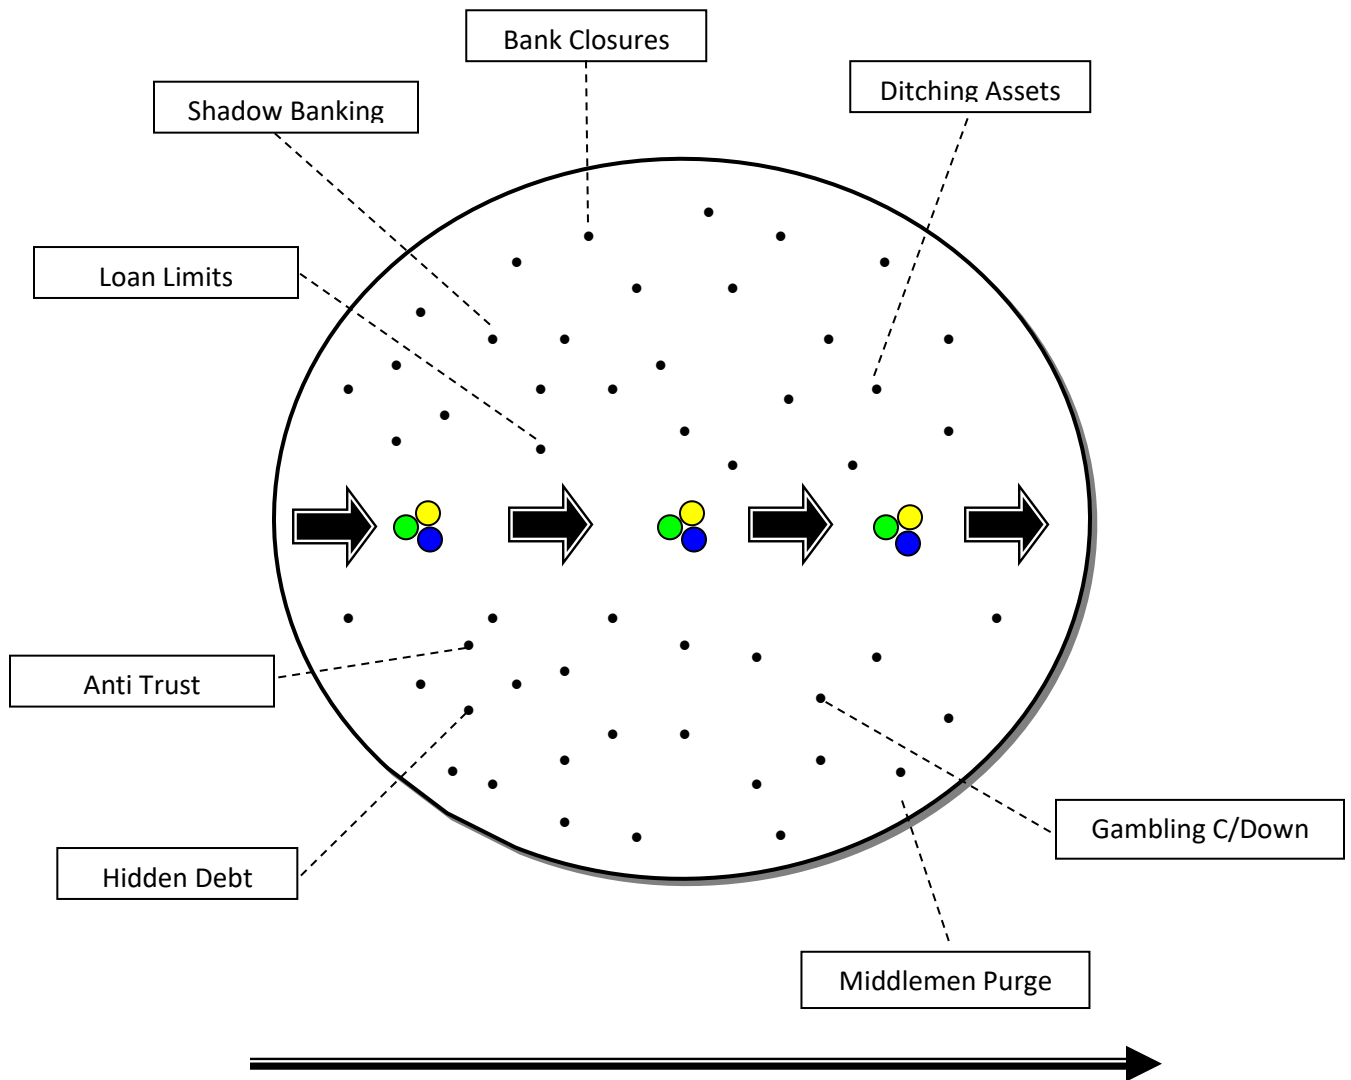 Bank Closures
Ditching Assets
Shadow Banking
Loan Limits
Anti Trust
Gambling C/Down
Hidden Debt
Middlemen Purge